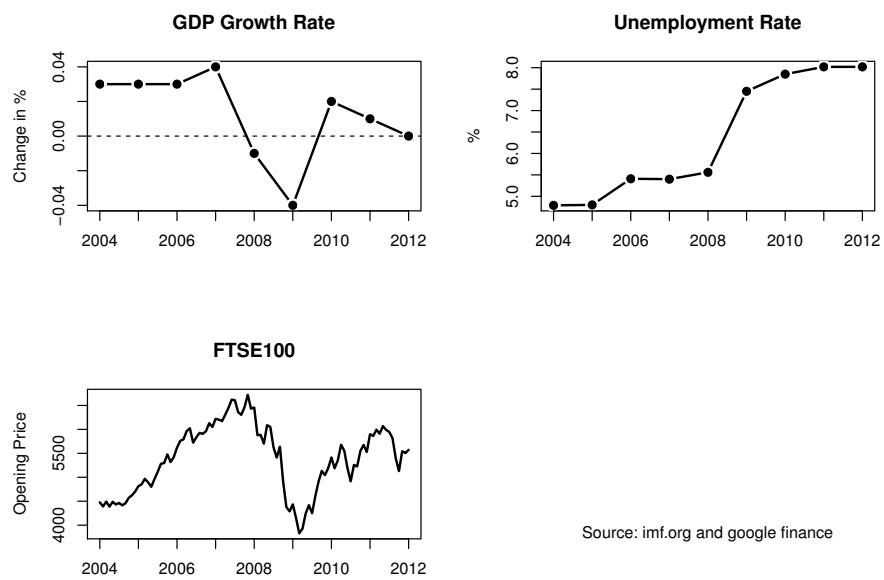 GDP Growth Rate
Change in %
0.04
0.00
−0.04
2004 2006 2008 2010 2012
Unemployment Rate
%
8.0
7.0
6.0
5.0
2004 2006 2008 2010 2012
FTSE100
Opening Price
5500
4000
2004 2006 2008 2010 2012
Source: imf.org and google finance